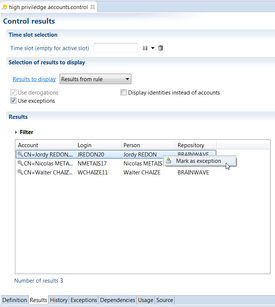 high priviledge accounts.control
Control results
Time slot selection
Time slot (empty for active slot)
Selection of results to display
Results to display Results from rule
Use derogations Display identities instead of accounts
Use exceptions
Results
Filter
Account Login Person Repository
CN=Jordy REDON,... JREDON20 Jordy REDON BRAINWAVE
CN=Nicolas META... NMETAIS17 Nicolas METAIS
Mark as exception
CN=Walter CHAIZ... WCHAIZE11 Walter CHAIZE BRAINWAVE
Number of results 3
Definition Results History Exceptions Dependencies Usage Source